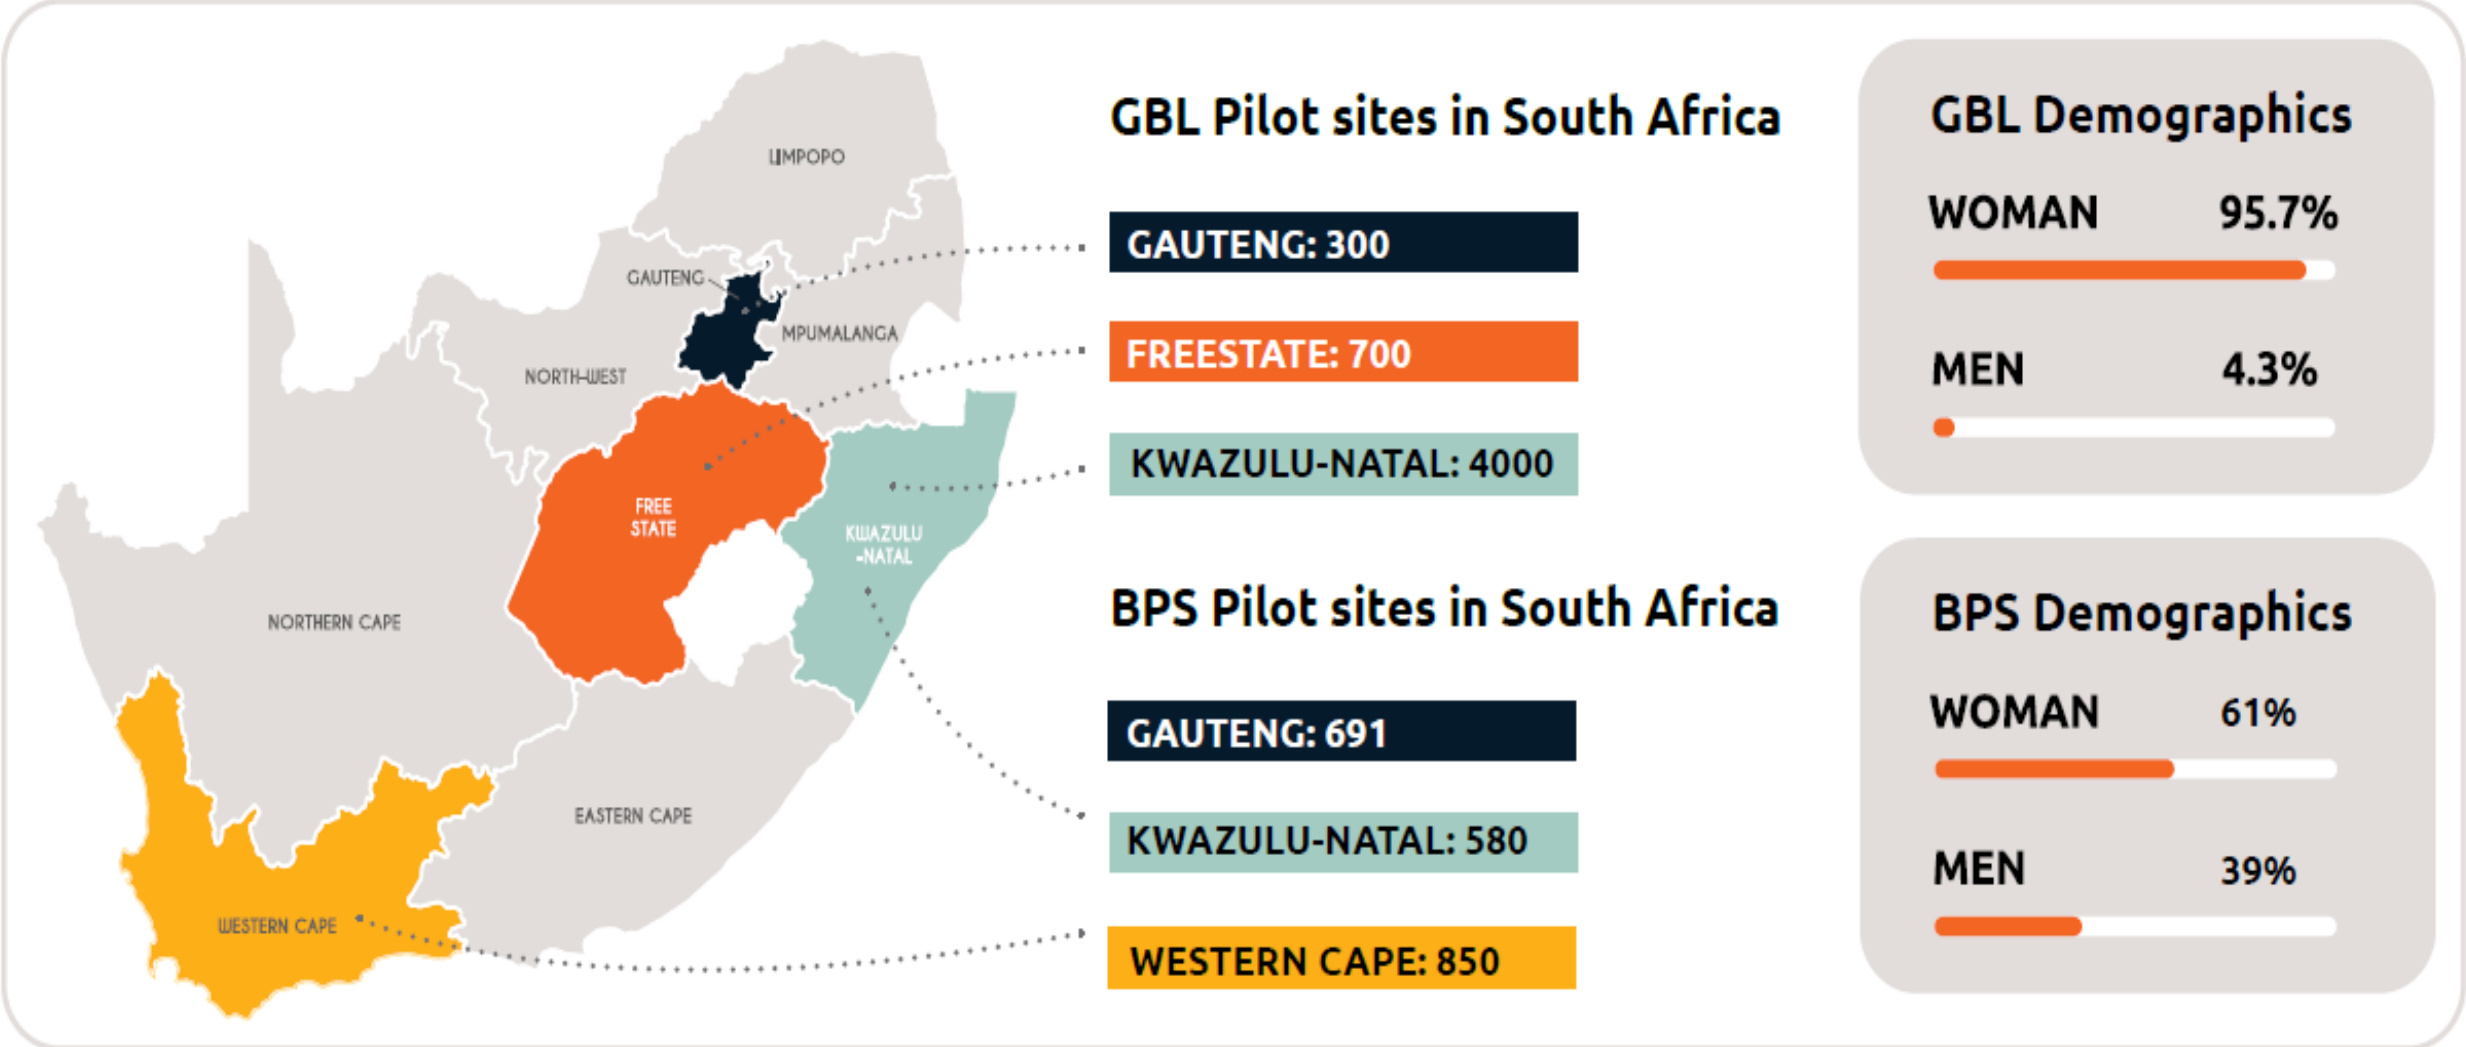 LIMPOPO
GAUTENG
MPUMALANGA
NORTH-WEST
FREE
STATE
KWAZULU
-NATAL
NORTHERN CAPE
EASTERN CAPE
WESTERN CAPE
GBL Pilot sites in South Africa
GAUTENG: 300
FREESTATE: 700
KWAZULU-NATAL: 4000
BPS Pilot sites in South Africa
GAUTENG: 691
KWAZULU-NATAL: 580
WESTERN CAPE: 850
GBL Demographics
WOMAN 95.7%
MEN 4.3%
BPS Demographics
WOMAN 61%
MEN 39%